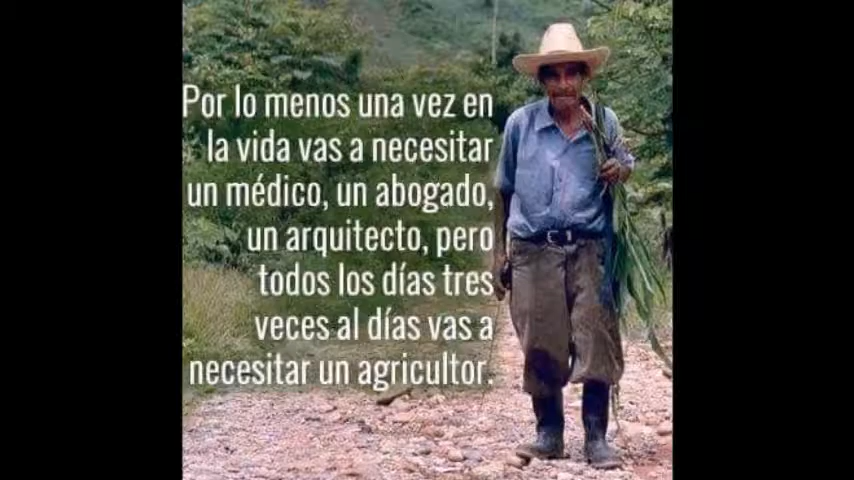 Por lo menos una vez en
la vida vas a necesitar
un médico, un abogado,
un arquitecto, pero
todos los días tres
veces al días vas a
necesitar un agricultor.